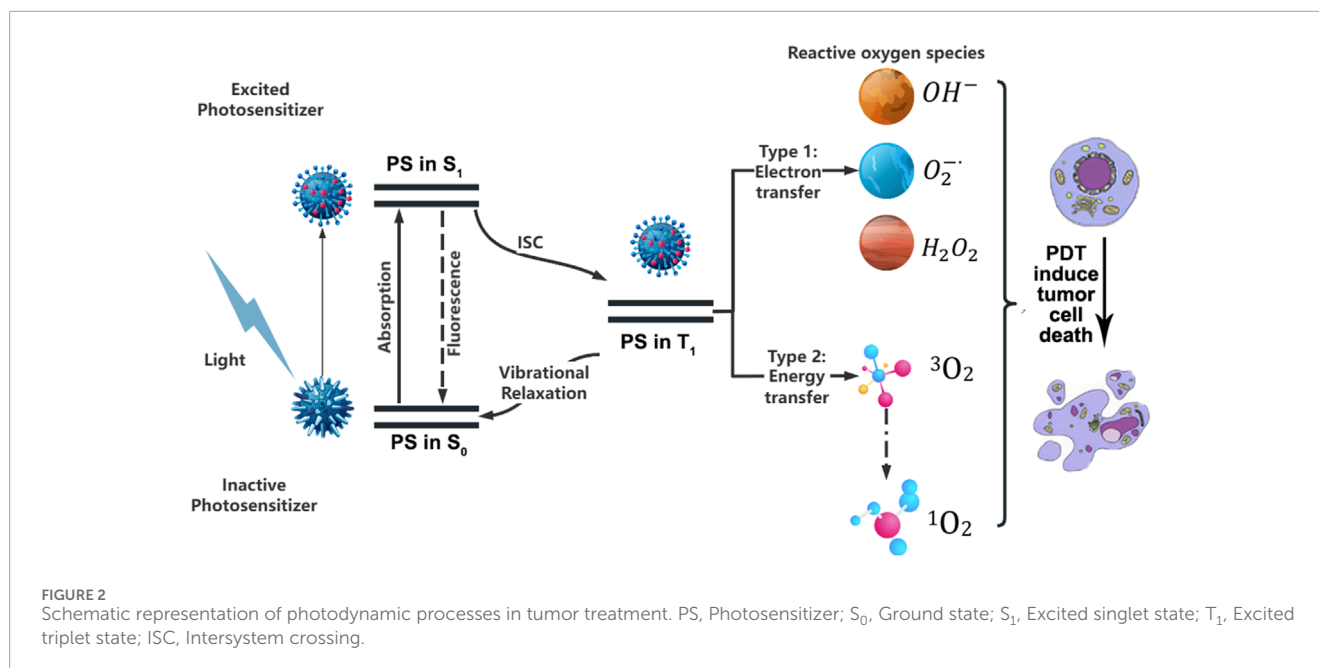 Excited
Photosensitizer
PS in S₁
Absorption
Fluorescence
ISC
Light
PS in S₀
Inactive
Photosensitizer
Vibrational
Relaxation
PS in T₁
Type 1:
Electron
transfer
Type 2:
Energy
transfer
Reactive oxygen species
OH⁻
O₂⁻·
H₂O₂
³O₂
¹O₂
PDT
induce
tumor
cell
death
FIGURE 2
Schematic representation of photodynamic processes in tumor treatment. PS, Photosensitizer; S₀, Ground state; S₁, Excited singlet state; T₁, Excited
triplet state; ISC, Intersystem crossing.